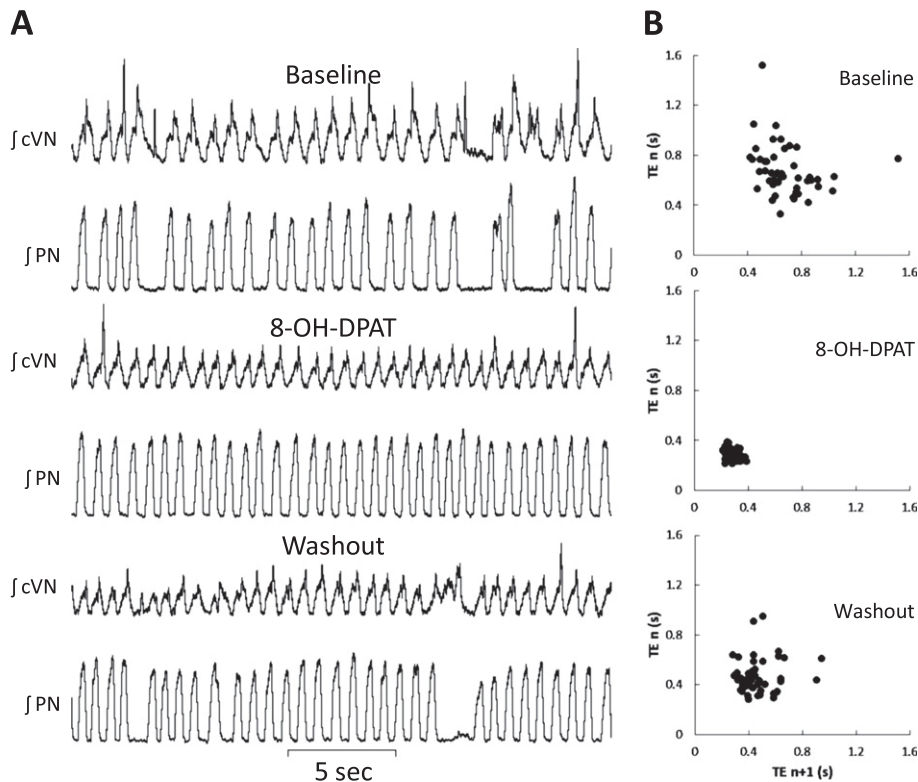 A
Baseline
∫ cVN
∫ PN
8-OH-DPAT
∫ cVN
∫ PN
Washout
∫ cVN
∫ PN
5 sec
B
1.6
1.2
0.8
0.4
0
TE n (s)
Baseline
0 0.4 0.8 1.2 1.6
1.6
1.2
0.8
0.4
0
TE n (s)
8-OH-DPAT
0 0.4 0.8 1.2 1.6
1.6
1.2
0.8
0.4
0
TE n (s)
Washout
0 0.4 0.8 1.2 1.6
TE n+1 (s)